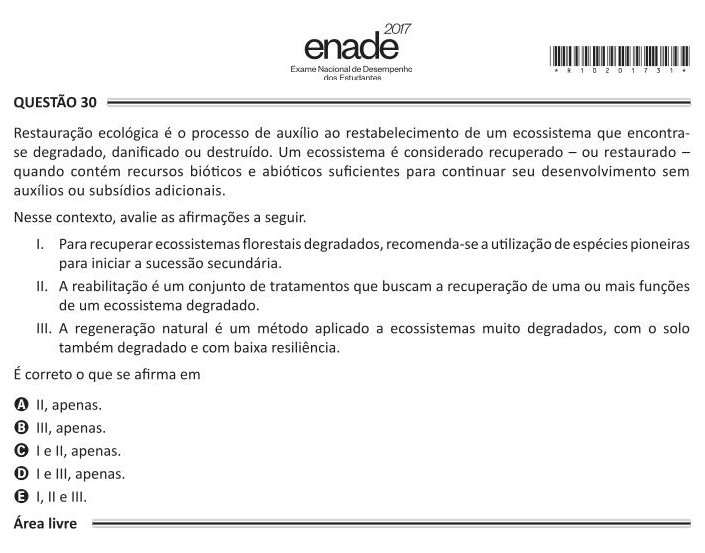 2017
enade
Exame Nacional de Desempenho
dos Estudantes
* R 1 0 2 0 1 7 3 1 *
QUESTÃO 30
Restauração ecológica é o processo de auxílio ao restabelecimento de um ecossistema que encontra-
se degradado, danificado ou destruído. Um ecossistema é considerado recuperado – ou restaurado –
quando contém recursos bióticos e abióticos suficientes para continuar seu desenvolvimento sem
auxílios ou subsídios adicionais.
Nesse contexto, avalie as afirmações a seguir.
I. Para recuperar ecossistemas florestais degradados, recomenda-se a utilização de espécies pioneiras
para iniciar a sucessão secundária.
II. A reabilitação é um conjunto de tratamentos que buscam a recuperação de uma ou mais funções
de um ecossistema degradado.
III. A regeneração natural é um método aplicado a ecossistemas muito degradados, com o solo
também degradado e com baixa resiliência.
É correto o que se afirma em
A II, apenas.
B III, apenas.
C I e II, apenas.
D I e III, apenas.
E I, II e III.
Área livre